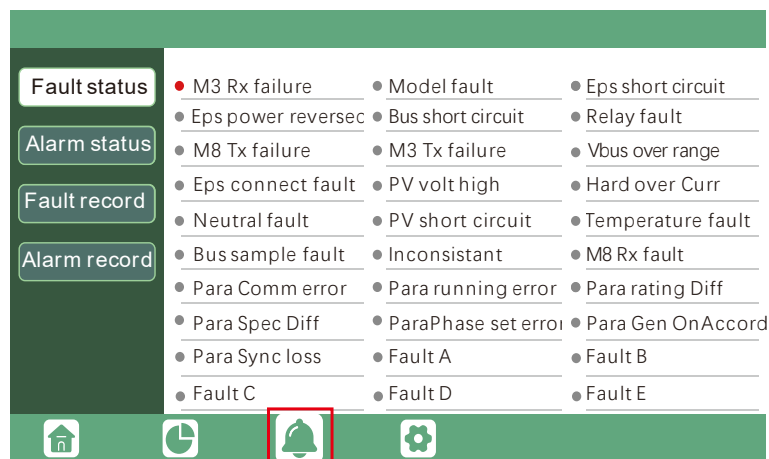 Fault status
Alarm status
Fault record
Alarm record
M3 Rx failure Model fault Eps short circuit
Eps power reversec Bus short circuit Relay fault
M8 Tx failure M3 Tx failure Vbus over range
Eps connect fault PV volt high Hard over Curr
Neutral fault PV short circuit Temperature fault
Bus sample fault Inconsistant M8 Rx fault
Para Comm error Para running error Para rating Diff
Para Spec Diff ParaPhase set error Para Gen OnAccord
Para Sync loss Fault A Fault B
Fault C Fault D Fault E